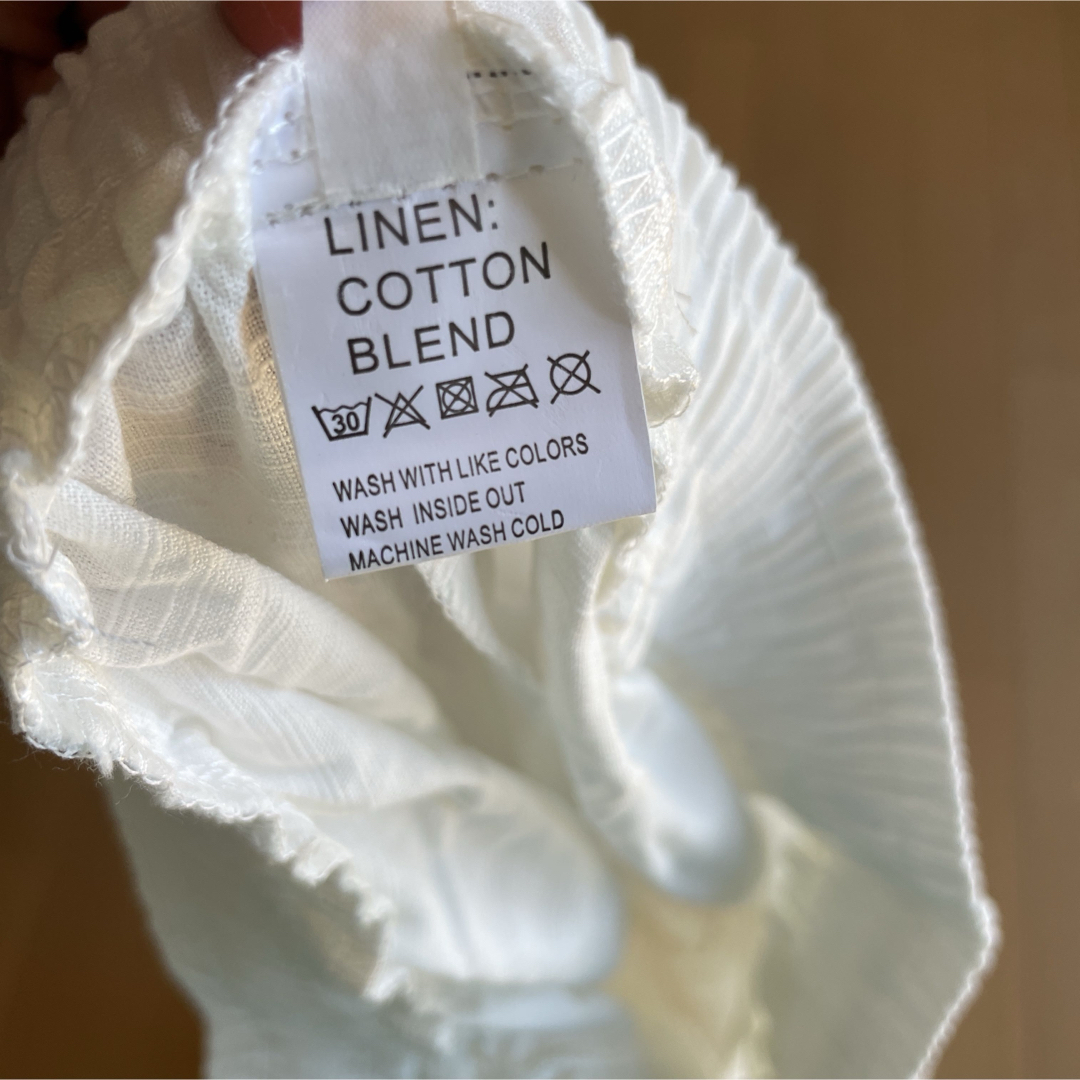 LINEN:
COTTON
BLEND
30
WASH WITH LIKE COLORS
WASH INSIDE OUT
MACHINE WASH COLD